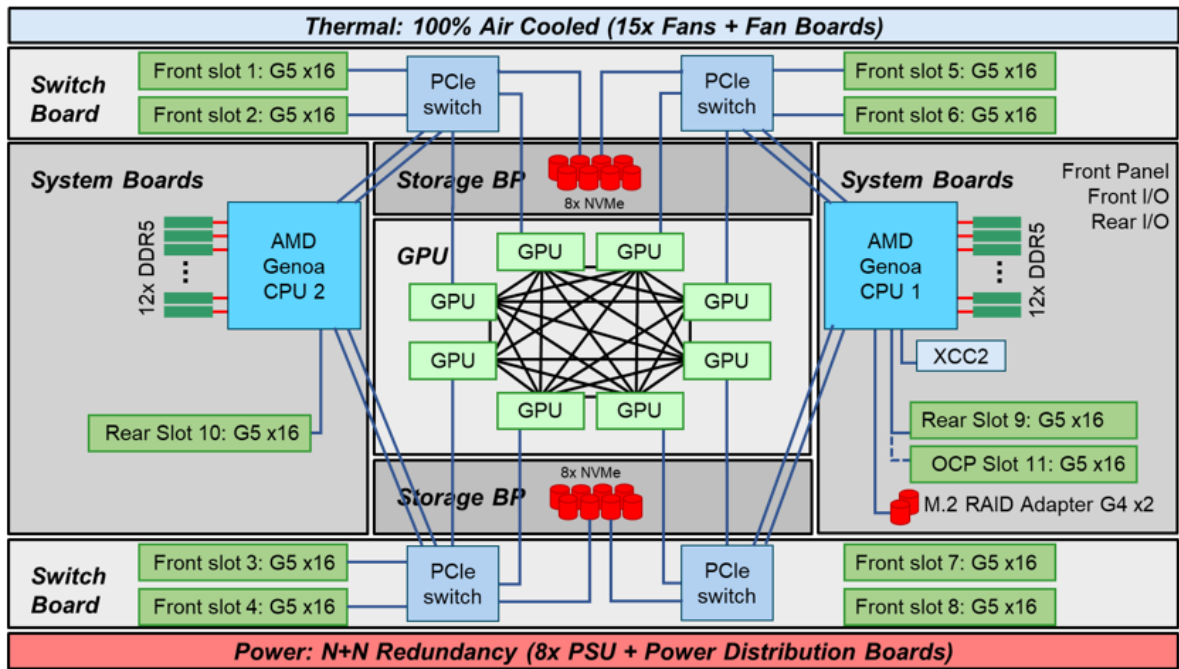 Thermal: 100% Air Cooled (15x Fans + Fan Boards)
Switch
Board
Front slot 1: G5 x16
Front slot 2: G5 x16
PCIe
switch
PCIe
switch
Front slot 5: G5 x16
Front slot 6: G5 x16
System Boards
12x DDR5
AMD
Genoa
CPU 2
Rear Slot 10: G5 x16
Storage BP
8x NVMe
GPU
GPU
GPU
GPU
GPU
GPU
GPU
GPU
GPU
8x NVMe
Storage BP
System Boards
Front Panel
Front I/O
Rear I/O
AMD
Genoa
CPU 1
12x DDR5
XCC2
Rear Slot 9: G5 x16
OCP Slot 11: G5 x16
M.2 RAID Adapter G4 x2
Switch
Board
Front slot 3: G5 x16
Front slot 4: G5 x16
PCIe
switch
PCIe
switch
Front slot 7: G5 x16
Front slot 8: G5 x16
Power: N+N Redundancy (8x PSU + Power Distribution Boards)